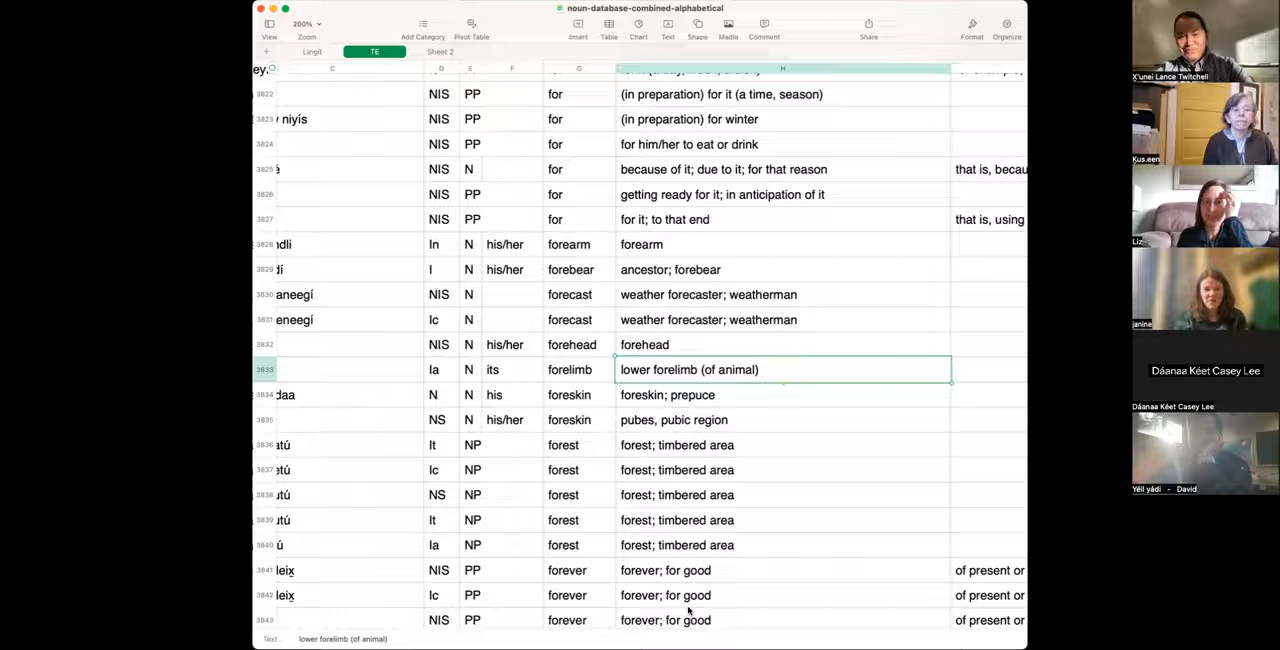 noun-database-combined-alphabetical
200%
View Zoom Add Category Pivot Table Insert Table Chart Text Shape Media Comment Share Format Organize
+ Lingít TE Sheet 2
C D E F G H
3822 NIS PP for (in preparation) for it (a time, season)
3823 niyís NIS PP for (in preparation) for winter
3824 NIS PP for for him/her to eat or drink
3825 NIS N for because of it; due to it; for that reason that is, becau
3826 NIS PP for getting ready for it; in anticipation of it
3827 NIS PP for for it; to that end that is, using
3828 ndli In N his/her forearm forearm
3829 dí I N his/her forebear ancestor; forebear
3830 aneegí NIS N forecast weather forecaster; weatherman
3831 eneegí Ic N forecast weather forecaster; weatherman
3832 NIS N his/her forehead forehead
3833 Ia N its forelimb lower forelimb (of animal)
3834 daa N N his foreskin foreskin; prepuce
3835 NS N his/her foreskin pubes, pubic region
3836 atú It NP forest forest; timbered area
3837 etú Ic NP forest forest; timbered area
3838 utú NS NP forest forest; timbered area
3839 utú It NP forest forest; timbered area
3840 ú Ia NP forest forest; timbered area
3841 leix̱ NIS PP forever forever; for good of present or
3842 leix̱ Ic PP forever forever; for good of present or
3843 NIS PP forever forever; for good of present or
Text lower forelimb (of animal)
X̱'unei Lance Twitchell
Kus.een
Liz
janine
Dáanaa Kéet Casey Lee
Dáanaa Kéet Casey Lee
Yéil yádi - David